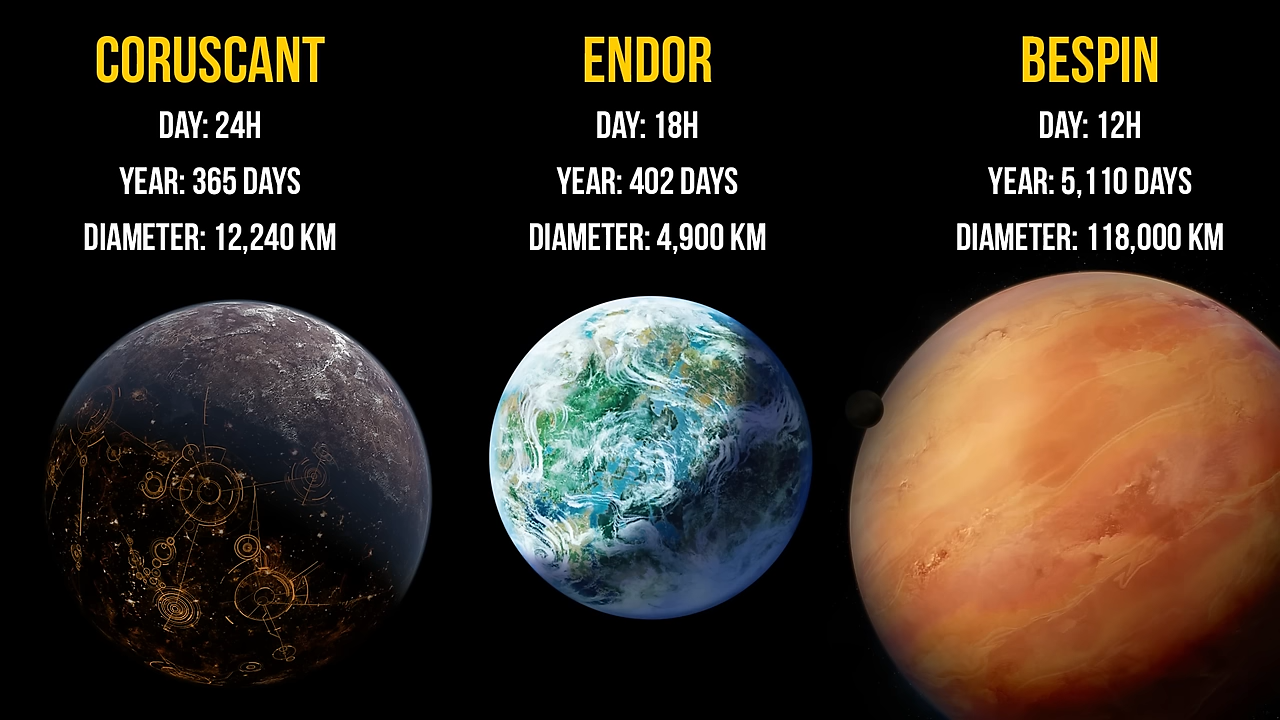 CORUSCANT
DAY: 24H
YEAR: 365 DAYS
DIAMETER: 12,240 KM
ENDOR
DAY: 18H
YEAR: 402 DAYS
DIAMETER: 4,900 KM
BESPIN
DAY: 12H
YEAR: 5,110 DAYS
DIAMETER: 118,000 KM